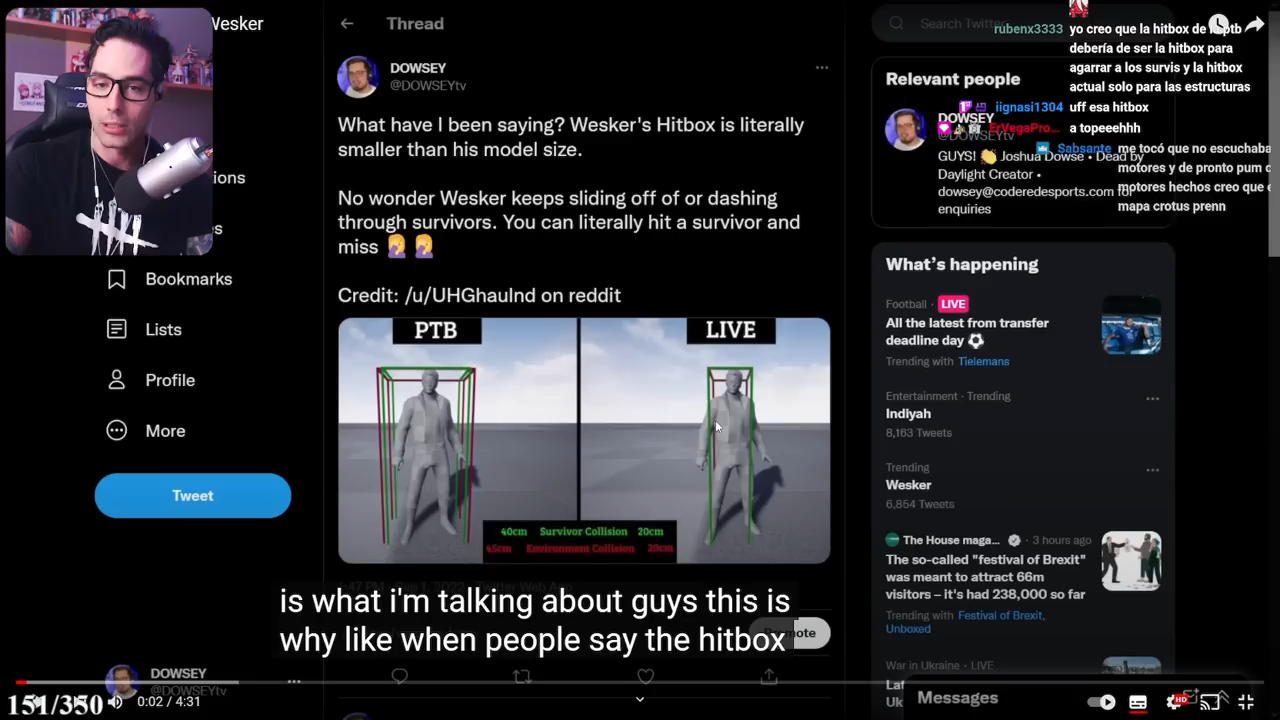 Wesker
Thread
Search Twitter
DOWSEY
@DOWSEYtv
What have I been saying? Wesker's Hitbox is literally
smaller than his model size.
No wonder Wesker keeps sliding off of or dashing
through survivors. You can literally hit a survivor and
miss 🤦‍♀️ 🤦‍♀️
Credit: /u/UHGhaulnd on reddit
PTB
LIVE
40cm Survivor Collision 20cm
45cm Environment Collision 20cm
Bookmarks
Lists
Profile
More
Tweet
is what i'm talking about guys this is
why like when people say the hitbox
DOWSEY
@DOWSEYtv
151/350
0:02 / 4:31
Relevant people
DOWSEY
GUYS! 👏 Joshua Dowse • Dead by
Daylight Creator •
dowsey@coderedesports.com
enquiries
What's happening
Football · LIVE
All the latest from transfer
deadline day ⚽
Trending with Tielemans
Entertainment · Trending
Indiyah
8,163 Tweets
Trending
Wesker
6,854 Tweets
The House maga... · 3 hours ago
The so-called "festival of Brexit"
was meant to attract 66m
visitors – it's had 238,000 so far
Trending with Festival of Brexit,
Unboxed
War in Ukraine · LIVE
Messages
HD
rubenx3333 yo creo que la hitbox de
debería de ser la hitbox para
agarrar a los survis y la hitbox
actual solo para las estructuras
iignasi1304 uff esa hitbox
ErVegaPro... a topeeehhh
Sabsante me tocó que no escuchaba
motores y de pronto pum
motores hechos creo que
mapa crotus prenn